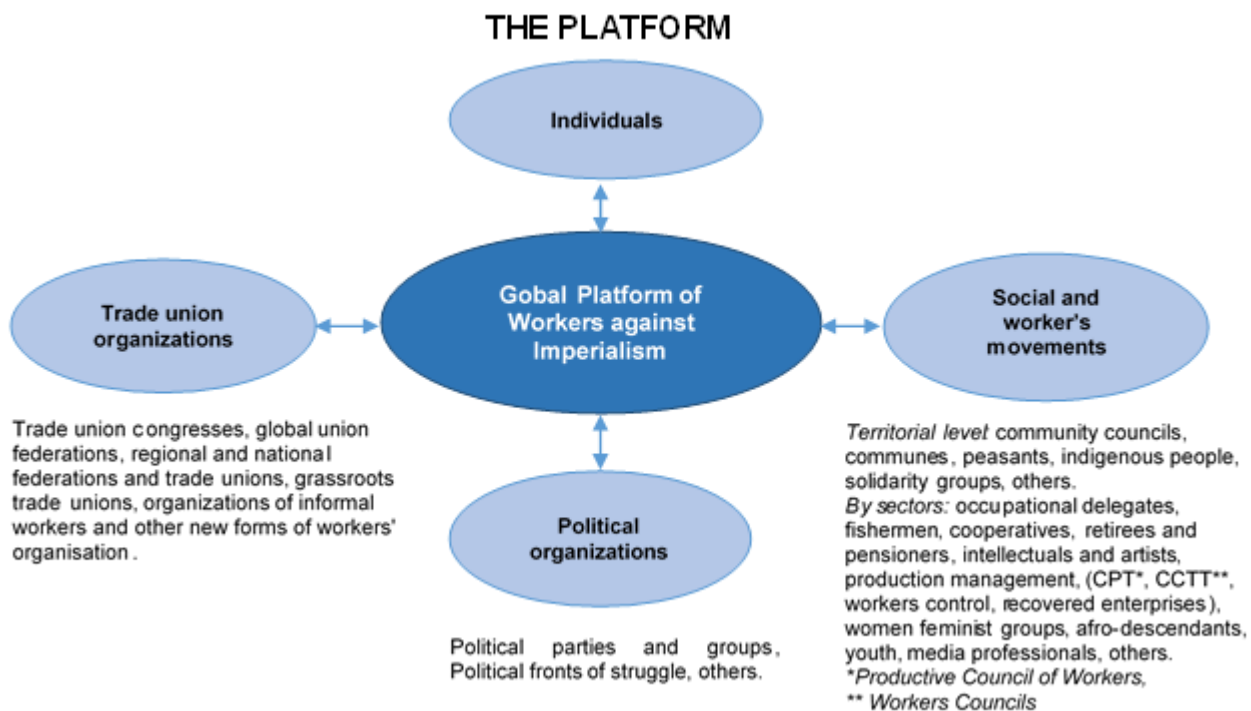 THE PLATFORM
Individuals
Trade union
organizations
Gobal Platform of
Workers against
Imperialism
Social and
worker's
movements
Trade union congresses, global union
federations, regional and national
federations and trade unions, grassroots
trade unions, organizations of informal
workers and other new forms of workers'
organisation.
Political
organizations
Political parties and groups,
Political fronts of struggle, others.
Territorial level: community councils,
communes, peasants, indigenous people,
solidarity groups, others.
By sectors: occupational delegates,
fishermen, cooperatives, retirees and
pensioners, intellectuals and artists,
production management, (CPT*, CCTT**,
workers control, recovered enterprises),
women feminist groups, afro-descendants,
youth, media professionals, others.
*Productive Council of Workers,
** Workers Councils